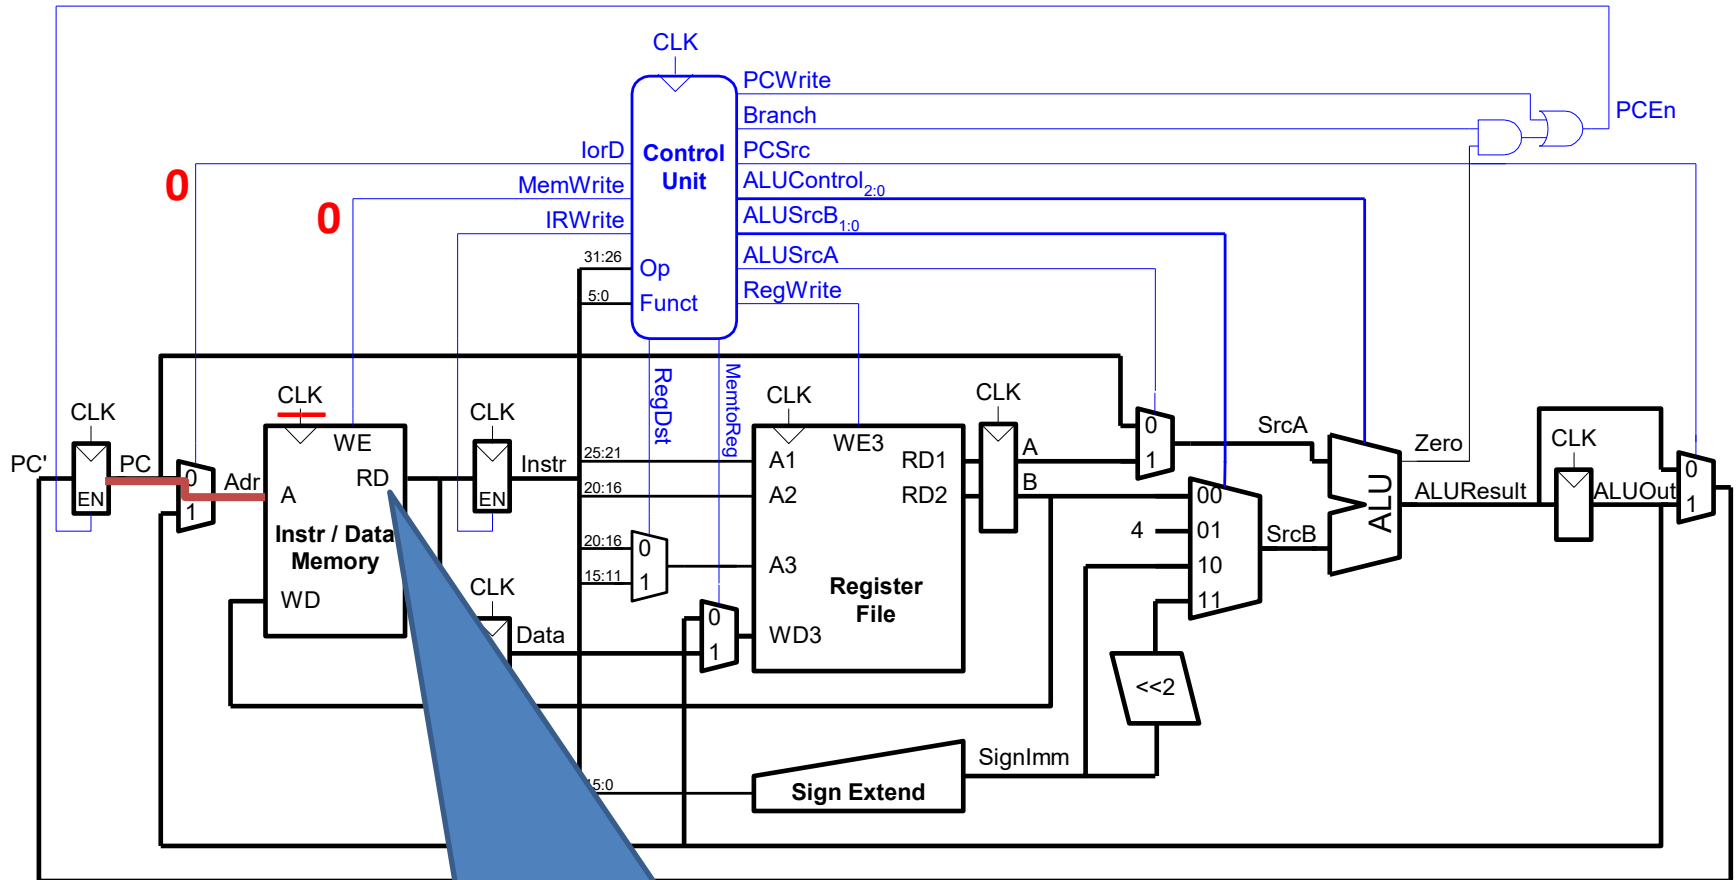 CLK
PCWrite
Branch
PCEn
IorD
Control
Unit
PCSrc
0
MemWrite
ALUControl2:0
0
IRWrite
ALUSrcB1:0
31:26
Op
ALUSrcA
5:0
Funct
RegWrite
RegDst
MemtoReg
CLK
CLK
CLK
CLK
CLK
PC'
EN
PC
0
1
Adr
A
WE
RD
Instr / Data
Memory
WD
EN
Instr
CLK
Data
25:21
20:16
20:16
15:11
0
1
0
1
A1
A2
A3
WD3
WE3
RD1
RD2
Register
File
A
B
0
1
SrcA
00
4
01
10
11
SrcB
ALU
Zero
ALUResult
CLK
ALUOut
0
1
<<2
SignImm
Sign Extend
15:0